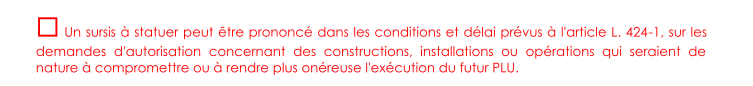 ☐ Un sursis à statuer peut être prononcé dans les conditions et délai prévus à l'article L. 424-1, sur les
demandes d'autorisation concernant des constructions, installations ou opérations qui seraient de
nature à compromettre ou à rendre plus onéreuse l'exécution du futur PLU.